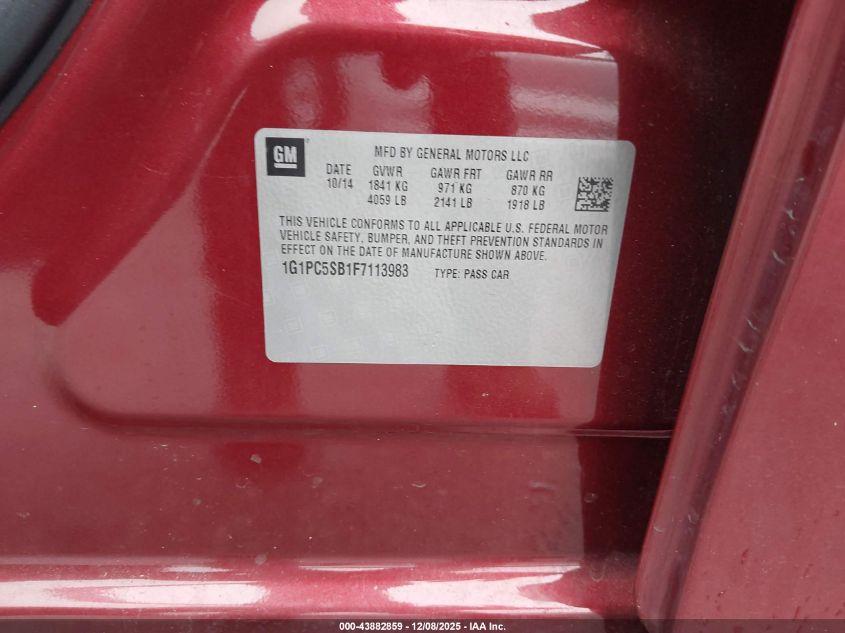 GM
MFD BY GENERAL MOTORS LLC
DATE GVWR GAWR FRT GAWR RR
10/14 1841 KG 971 KG 870 KG
4059 LB 2141 LB 1918 LB
THIS VEHICLE CONFORMS TO ALL APPLICABLE U.S. FEDERAL MOTOR
VEHICLE SAFETY, BUMPER, AND THEFT PREVENTION STANDARDS IN
EFFECT ON THE DATE OF MANUFACTURE SHOWN ABOVE.
1G1PC5SB1F7113983 TYPE: PASS CAR
000-43882859 - 12/08/2025 - IAA Inc.